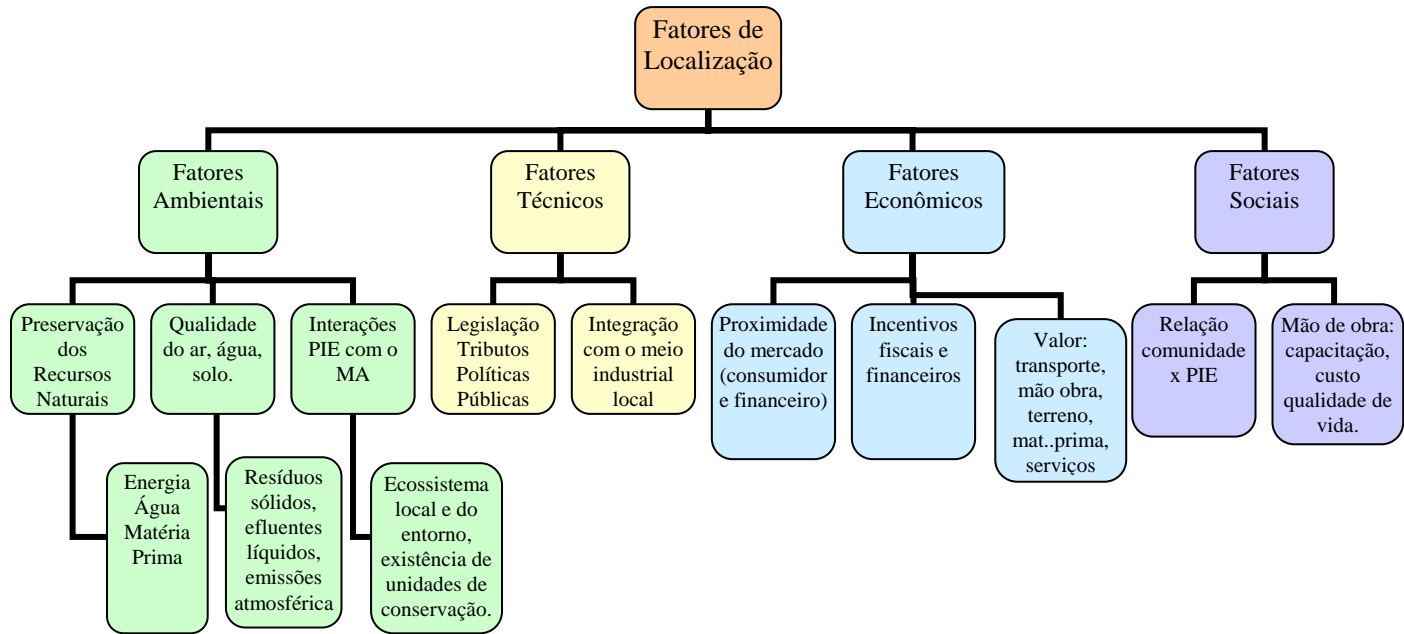 Fatores de
Localização
Fatores
Ambientais
Fatores
Técnicos
Fatores
Econômicos
Fatores
Sociais
Preservação
dos
Recursos
Naturais
Qualidade
do ar, água,
solo.
Interações
PIE com o
MA
Legislação
Tributos
Políticas
Públicas
Integração
com o meio
industrial
local
Proximidade
do mercado
(consumidor
e financeiro)
Incentivos
fiscais e
financeiros
Valor:
transporte,
mão obra,
terreno,
mat..prima,
serviços
Relação
comunidade
x PIE
Mão de obra:
capacitação,
custo
qualidade de
vida.
Energia
Água
Matéria
Prima
Resíduos
sólidos,
efluentes
líquidos,
emissões
atmosférica
Ecossistema
local e do
entorno,
existência de
unidades de
conservação.